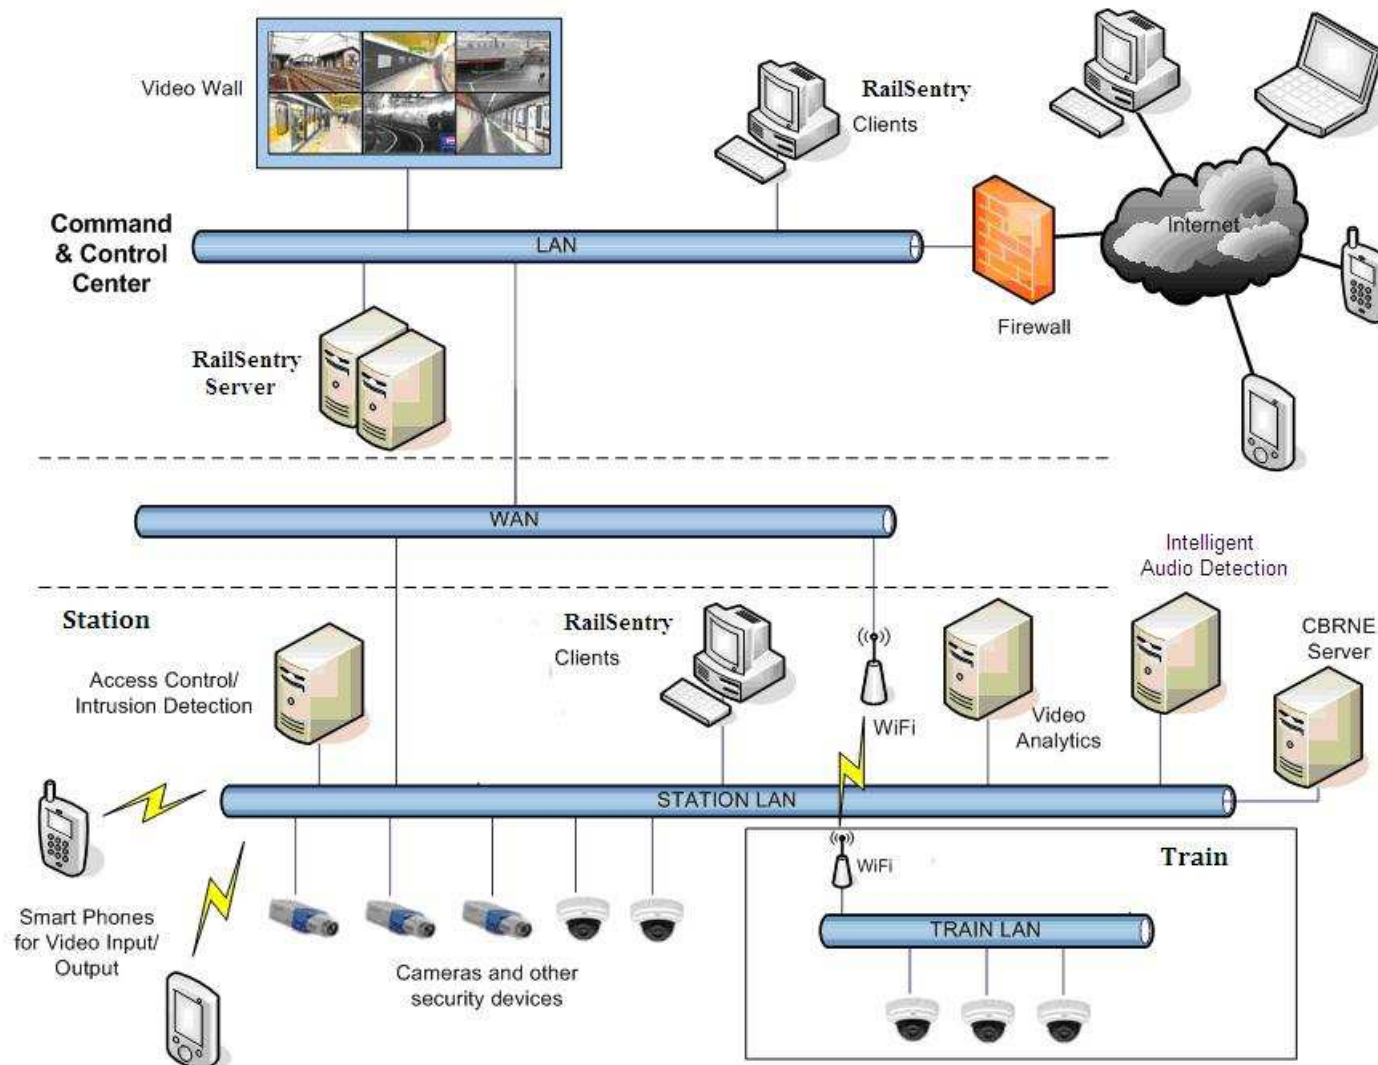 Video Wall
RailSentry
Clients
Command
& Control
Center
LAN
Internet
Firewall
RailSentry
Server
WAN
Intelligent
Audio Detection
Station
RailSentry
Clients
CBRNE
Server
Access Control/
Intrusion Detection
WiFi
Video
Analytics
STATION LAN
Train
WiFi
Smart Phones
for Video Input/
Output
TRAIN LAN
Cameras and other
security devices